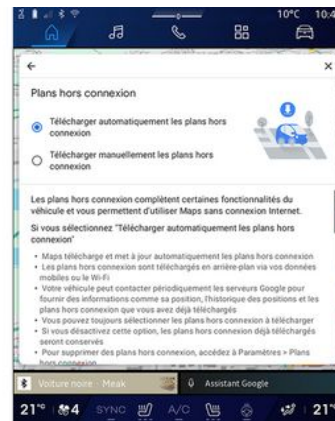 10°C 10:4
Plans hors connexion
Télécharger automatiquement les plans hors
connexion
Télécharger manuellement les plans hors
connexion
Les plans hors connexion complètent certaines fonctionnalités du
véhicule et vous permettent d'utiliser Maps sans connexion Internet.
Si vous sélectionnez "Télécharger automatiquement les plans hors
connexion"
• Maps télécharge et met à jour automatiquement les plans hors connexion
• Les plans hors connexion sont téléchargés en arrière-plan via vos données
mobiles ou le Wi-Fi
• Votre véhicule peut contacter périodiquement les serveurs Google pour
fournir des informations comme sa position, l'historique des positions et les
plans hors connexion que vous avez déjà téléchargés
• Vous pouvez toujours sélectionner les plans hors connexion à télécharger
• Si vous désactivez cette option, les plans hors connexion déjà téléchargés
seront conservés
• Pour supprimer des plans hors connexion, accédez à Paramètres > Plans
hors connexion
Voiture noire · Meak
Assistant Google
21°C 4 SYNC A/C 21°